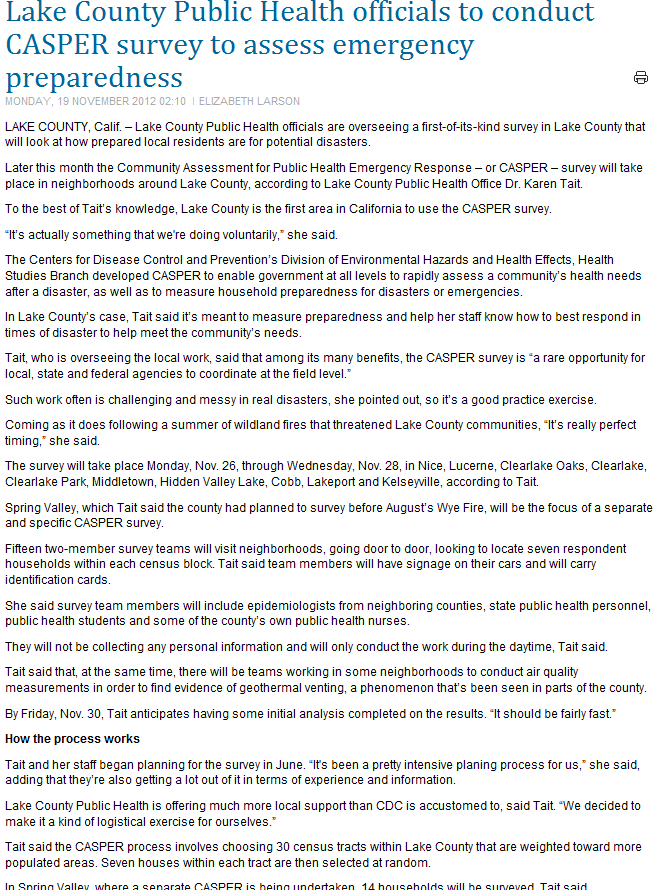 Lake County Public Health officials to conduct
CASPER survey to assess emergency
preparedness
MONDAY, 19 NOVEMBER 2012 02:10 | ELIZABETH LARSON
LAKE COUNTY, Calif. – Lake County Public Health officials are overseeing a first-of-its-kind survey in Lake County that
will look at how prepared local residents are for potential disasters.
Later this month the Community Assessment for Public Health Emergency Response – or CASPER – survey will take
place in neighborhoods around Lake County, according to Lake County Public Health Office Dr. Karen Tait.
To the best of Tait's knowledge, Lake County is the first area in California to use the CASPER survey.
“It’s actually something that we're doing voluntarily,” she said.
The Centers for Disease Control and Prevention’s Division of Environmental Hazards and Health Effects, Health
Studies Branch developed CASPER to enable government at all levels to rapidly assess a community’s health needs
after a disaster, as well as to measure household preparedness for disasters or emergencies.
In Lake County’s case, Tait said it’s meant to measure preparedness and help her staff know how to best respond in
times of disaster to help meet the community’s needs.
Tait, who is overseeing the local work, said that among its many benefits, the CASPER survey is “a rare opportunity for
local, state and federal agencies to coordinate at the field level.”
Such work often is challenging and messy in real disasters, she pointed out, so it’s a good practice exercise.
Coming as it does following a summer of wildland fires that threatened Lake County communities, “It’s really perfect
timing,” she said.
The survey will take place Monday, Nov. 26, through Wednesday, Nov. 28, in Nice, Lucerne, Clearlake Oaks, Clearlake,
Clearlake Park, Middletown, Hidden Valley Lake, Cobb, Lakeport and Kelseyville, according to Tait.
Spring Valley, which Tait said the county had planned to survey before August’s Wye Fire, will be the focus of a separate
and specific CASPER survey.
Fifteen two-member survey teams will visit neighborhoods, going door to door, looking to locate seven respondent
households within each census block. Tait said team members will have signage on their cars and will carry
identification cards.
She said survey team members will include epidemiologists from neighboring counties, state public health personnel,
public health students and some of the county’s own public health nurses.
They will not be collecting any personal information and will only conduct the work during the daytime, Tait said.
Tait said that, at the same time, there will be teams working in some neighborhoods to conduct air quality
measurements in order to find evidence of geothermal venting, a phenomenon that’s been seen in parts of the county.
By Friday, Nov. 30, Tait anticipates having some initial analysis completed on the results. “It should be fairly fast.”
How the process works
Tait and her staff began planning for the survey in June. “It's been a pretty intensive planing process for us,” she said,
adding that they’re also getting a lot out of it in terms of experience and information.
Lake County Public Health is offering much more local support than CDC is accustomed to, said Tait. “We decided to
make it a kind of logistical exercise for ourselves.”
Tait said the CASPER process involves choosing 30 census tracts within Lake County that are weighted toward more
populated areas. Seven houses within each tract are then selected at random.
In Spring Valley, where a separate CASPER is being undertaken, 14 households will be surveyed, Tait said.